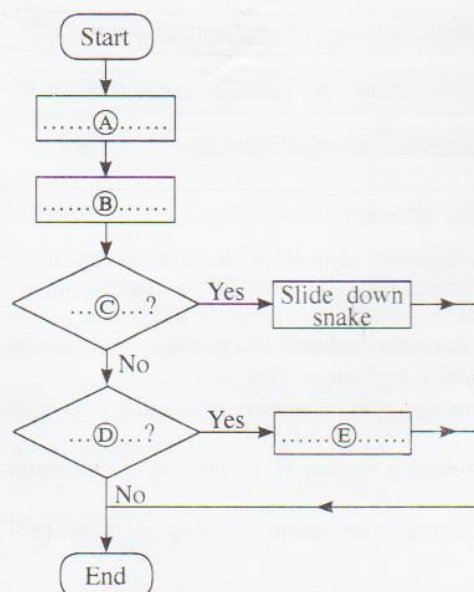 Start
......Ⓐ......
......Ⓑ......
...Ⓒ...?
Yes
Slide down
snake
No
...Ⓓ...?
Yes
......Ⓔ......
No
End